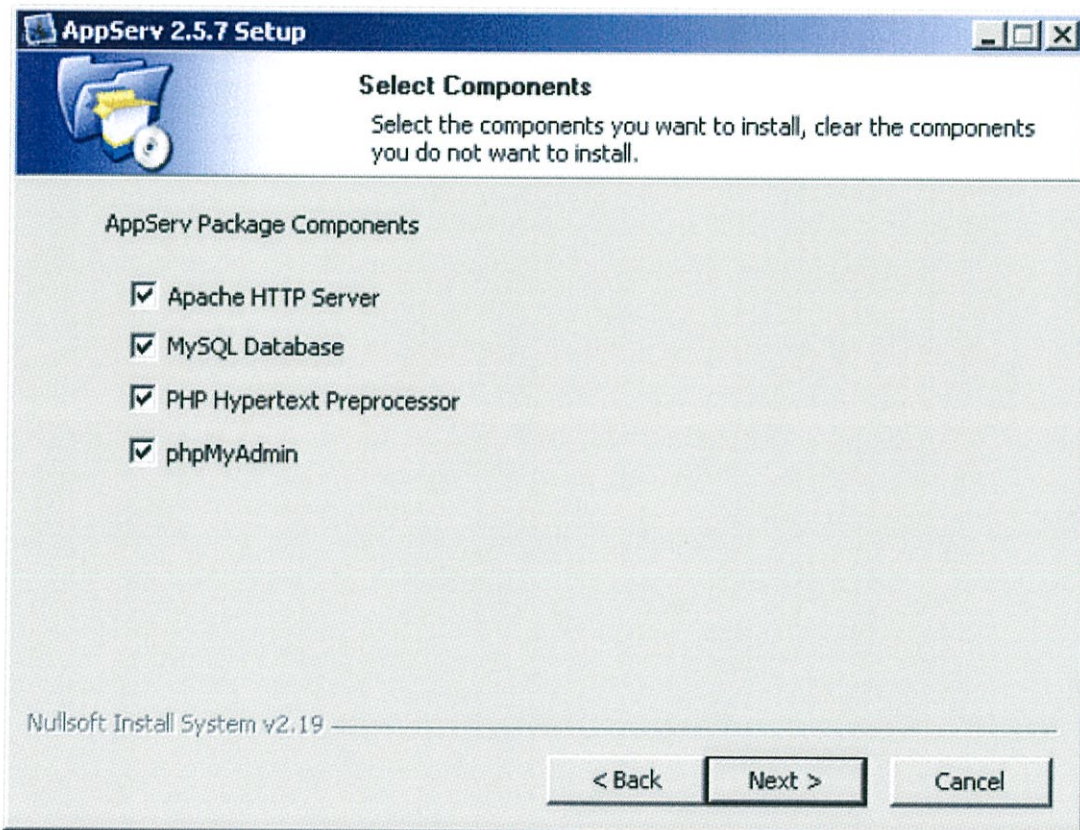 AppServ 2.5.7 Setup
Select Components
Select the components you want to install, clear the components
you do not want to install.
AppServ Package Components
Apache HTTP Server
MySQL Database
PHP Hypertext Preprocessor
phpMyAdmin
Nullsoft Install System v2.19
< Back Next > Cancel